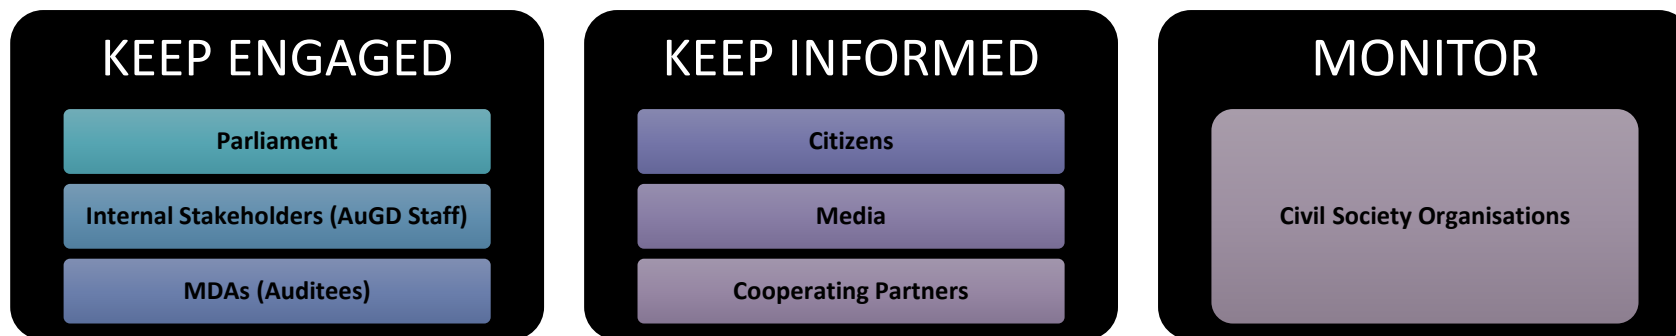 KEEP ENGAGED
Parliament
Internal Stakeholders (AuGD Staff)
MDAs (Auditees)
KEEP INFORMED
Citizens
Media
Cooperating Partners
MONITOR
Civil Society Organisations